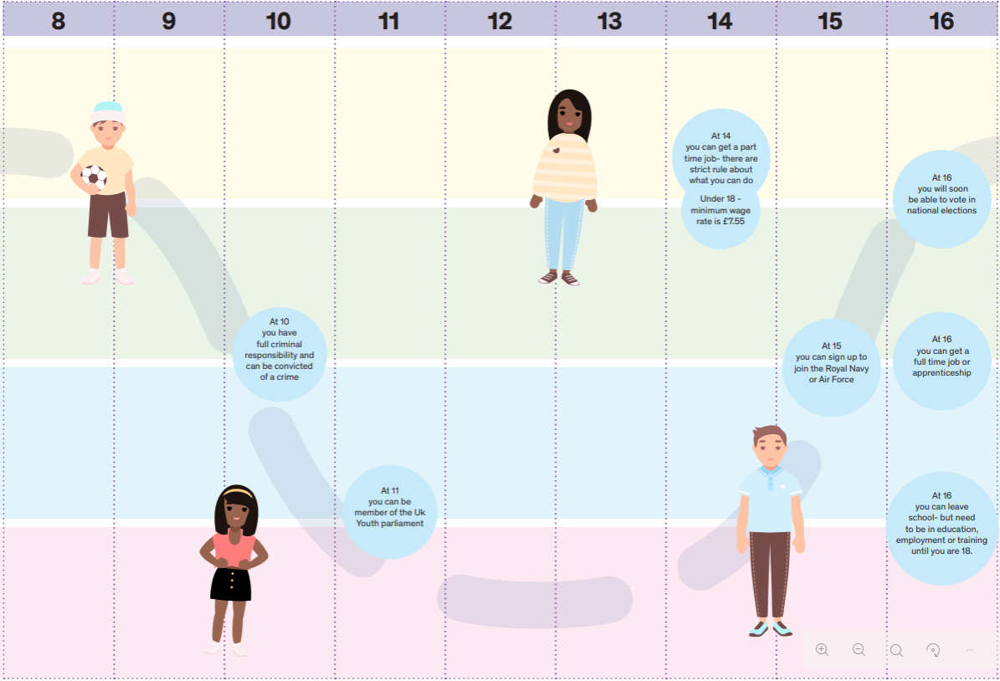 8 9 10 11 12 13 14 15 16
At 10
you have
full criminal
responsibility and
can be convicted
of a crime
At 11
you can be
member of the Uk
Youth parliament
At 14
you can get a part
time job- there are
strict rule about
what you can do
Under 18 -
minimum wage
rate is £7.55
At 15
you can sign up to
join the Royal Navy
or Air Force
At 16
you will soon
be able to vote in
national elections
At 16
you can get a
full time job or
apprenticeship
At 16
you can leave
school- but need
to be in education,
employment or training
until you are 18.